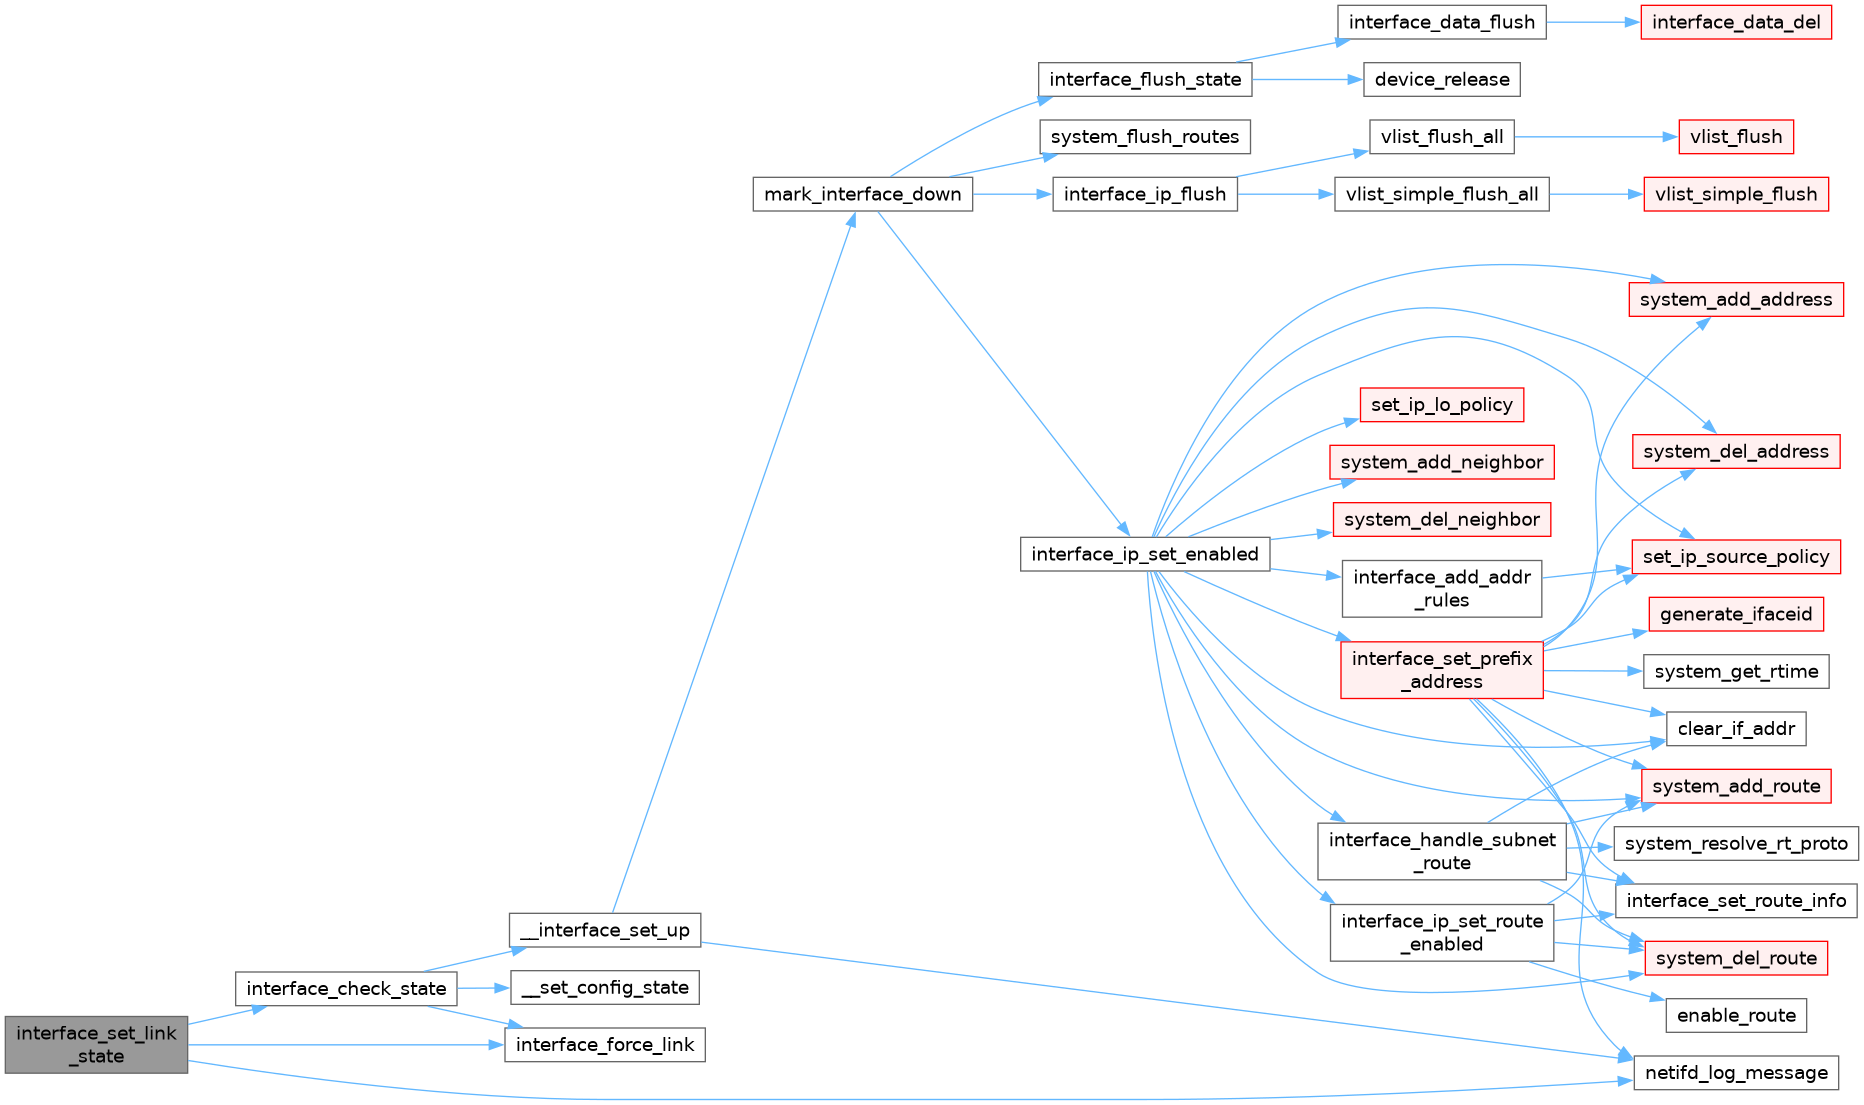 interface_data_flush
interface_data_del
interface_flush_state
device_release
system_flush_routes
vlist_flush_all
vlist_flush
mark_interface_down
interface_ip_flush
vlist_simple_flush_all
vlist_simple_flush
system_add_address
set_ip_lo_policy
system_add_neighbor
system_del_address
system_del_neighbor
interface_ip_set_enabled
interface_add_addr
_rules
set_ip_source_policy
generate_ifaceid
interface_set_prefix
_address
system_get_rtime
clear_if_addr
system_add_route
interface_handle_subnet
_route
system_resolve_rt_proto
interface_set_route_info
interface_ip_set_route
_enabled
system_del_route
enable_route
__interface_set_up
interface_check_state
__set_config_state
interface_set_link
_state
interface_force_link
netifd_log_message